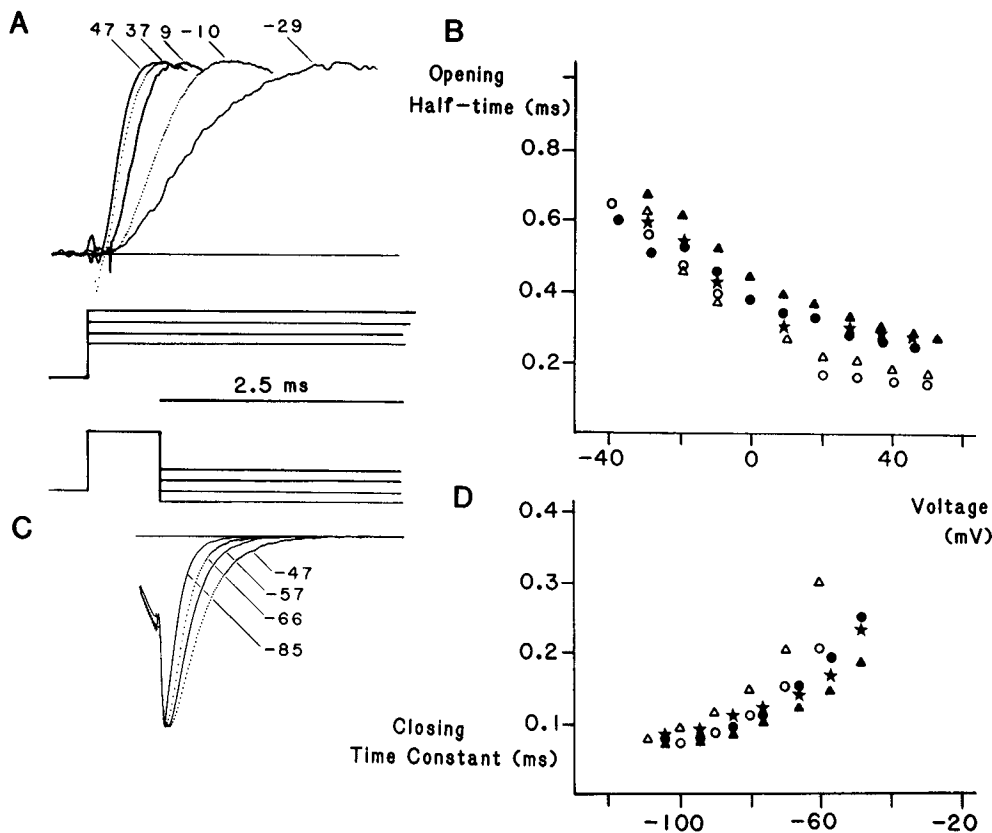 A
47 37 9 -10 -29
2.5 ms
B
Opening
Half-time (ms)
0.8
0.6
0.4
0.2
-40 0 40
Voltage
(mV)
C
-47
-57
-66
-85
D
0.4
0.3
0.2
0.1
Closing
Time Constant (ms)
-100 -60 -20